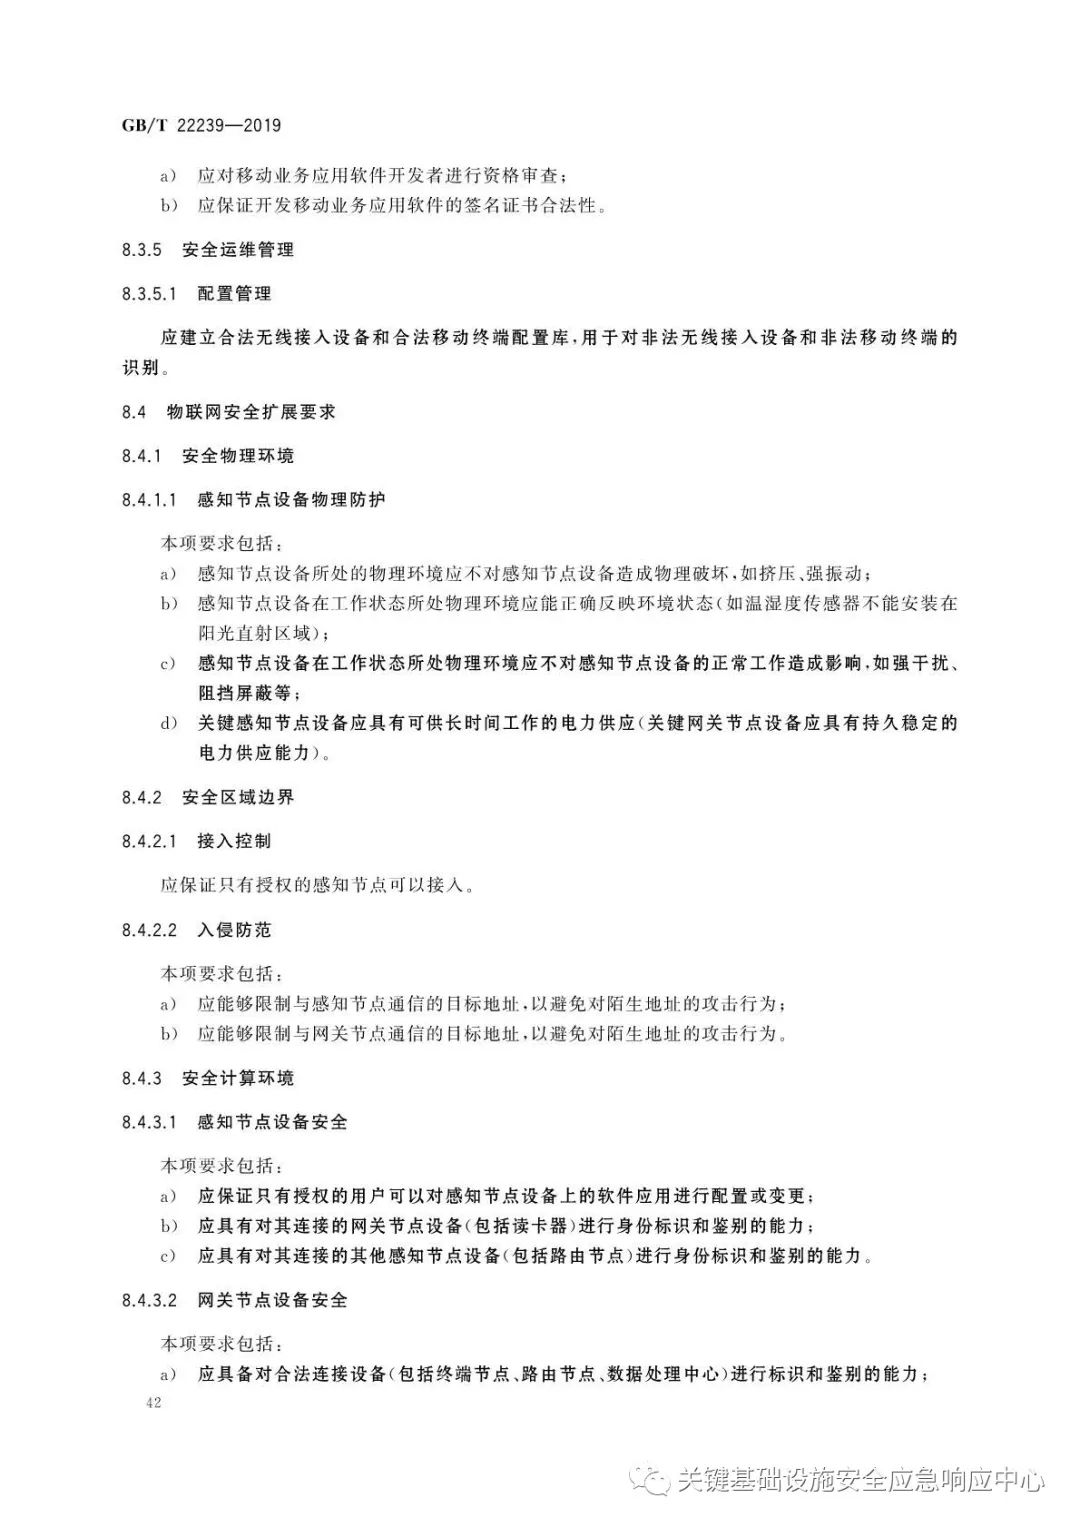 GB/T 22239—2019
a) 应对移动业务应用软件开发者进行资格审查;
b) 应保证开发移动业务应用软件的签名证书合法性。
8.3.5 安全运维管理
8.3.5.1 配置管理
应建立合法无线接入设备和合法移动终端配置库,用于对非法无线接入设备和非法移动终端的
识别。
8.4 物联网安全扩展要求
8.4.1 安全物理环境
8.4.1.1 感知节点设备物理防护
本项要求包括:
a) 感知节点设备所处的物理环境应不对感知节点设备造成物理破坏,如挤压、强振动;
b) 感知节点设备在工作状态所处物理环境应能正确反映环境状态(如温湿度传感器不能安装在
阳光直射区域);
c) 感知节点设备在工作状态所处物理环境应不对感知节点设备的正常工作造成影响,如强干扰、
阻挡屏蔽等;
d) 关键感知节点设备应具有可供长时间工作的电力供应(关键网关节点设备应具有持久稳定的
电力供应能力)。
8.4.2 安全区域边界
8.4.2.1 接入控制
应保证只有授权的感知节点可以接入。
8.4.2.2 入侵防范
本项要求包括:
a) 应能够限制与感知节点通信的目标地址,以避免对陌生地址的攻击行为;
b) 应能够限制与网关节点通信的目标地址,以避免对陌生地址的攻击行为。
8.4.3 安全计算环境
8.4.3.1 感知节点设备安全
本项要求包括:
a) 应保证只有授权的用户可以对感知节点设备上的软件应用进行配置或变更;
b) 应具有对其连接的网关节点设备(包括读卡器)进行身份标识和鉴别的能力;
c) 应具有对其连接的其他感知节点设备(包括路由节点)进行身份标识和鉴别的能力。
8.4.3.2 网关节点设备安全
本项要求包括:
a) 应具备对合法连接设备(包括终端节点、路由节点、数据处理中心)进行标识和鉴别的能力;
42
关键基础设施安全应急响应中心